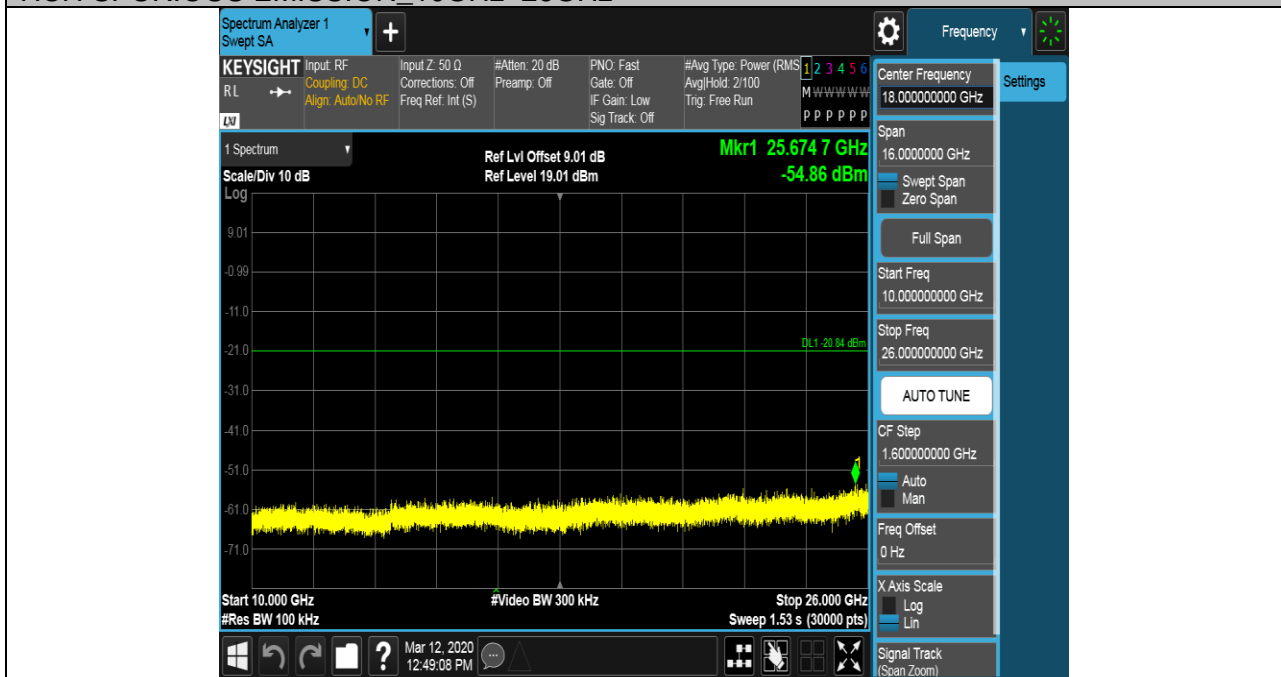 Spectrum Analyzer 1
Swept SA
+
Frequency
KEYSIGHT
RL
LXI
Input: RF
Coupling: DC
Align: Auto/No RF
Input Z: 50 Ω
Corrections: Off
Freq Ref: Int (S)
#Atten: 20 dB
Preamp: Off
PNO: Fast
Gate: Off
IF Gain: Low
Sig Track: Off
#Avg Type: Power (RMS
Avg|Hold: 2/100
Trig: Free Run
1 2 3 4 5 6
M W W W W W
P P P P P P
1 Spectrum
Scale/Div 10 dB
Log
Ref Lvl Offset 9.01 dB
Ref Level 19.01 dBm
Mkr1 25.674 7 GHz
-54.86 dBm
9.01
-0.99
-11.0
-21.0
DL1 -20.84 dBm
-31.0
-41.0
-51.0
1
-61.0
-71.0
Start 10.000 GHz
#Res BW 100 kHz
#Video BW 300 kHz
Stop 26.000 GHz
Sweep 1.53 s (30000 pts)
Mar 12, 2020
12:49:08 PM
?
Center Frequency
18.000000000 GHz
Settings
Span
16.0000000 GHz
Swept Span
Zero Span
Full Span
Start Freq
10.000000000 GHz
Stop Freq
26.000000000 GHz
AUTO TUNE
CF Step
1.600000000 GHz
Auto
Man
Freq Offset
0 Hz
X Axis Scale
Log
Lin
Signal Track
(Span Zoom)